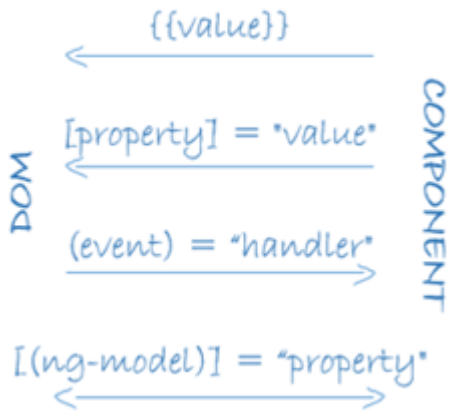 {{value}}
[property] = "value"
DOM
COMPONENT
(event) = "handler"
[(ng-model)] = "property"